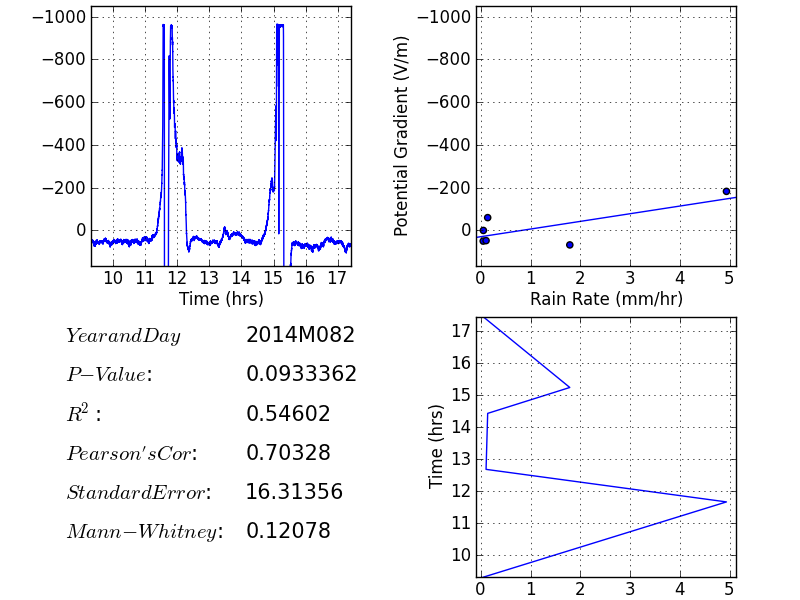 −1000
−800
−600
−400
−200
0
10 11 12 13 14 15 16 17
Time (hrs)
Potential Gradient (V/m)
−1000
−800
−600
−400
−200
0
0 1 2 3 4 5
Rain Rate (mm/hr)
YearandDay 2014M082
P−Value: 0.0933362
R²: 0.54602
Pearson'sCor: 0.70328
StandardError: 16.31356
Mann−Whitney: 0.12078
Time (hrs)
17
16
15
14
13
12
11
10
0 1 2 3 4 5